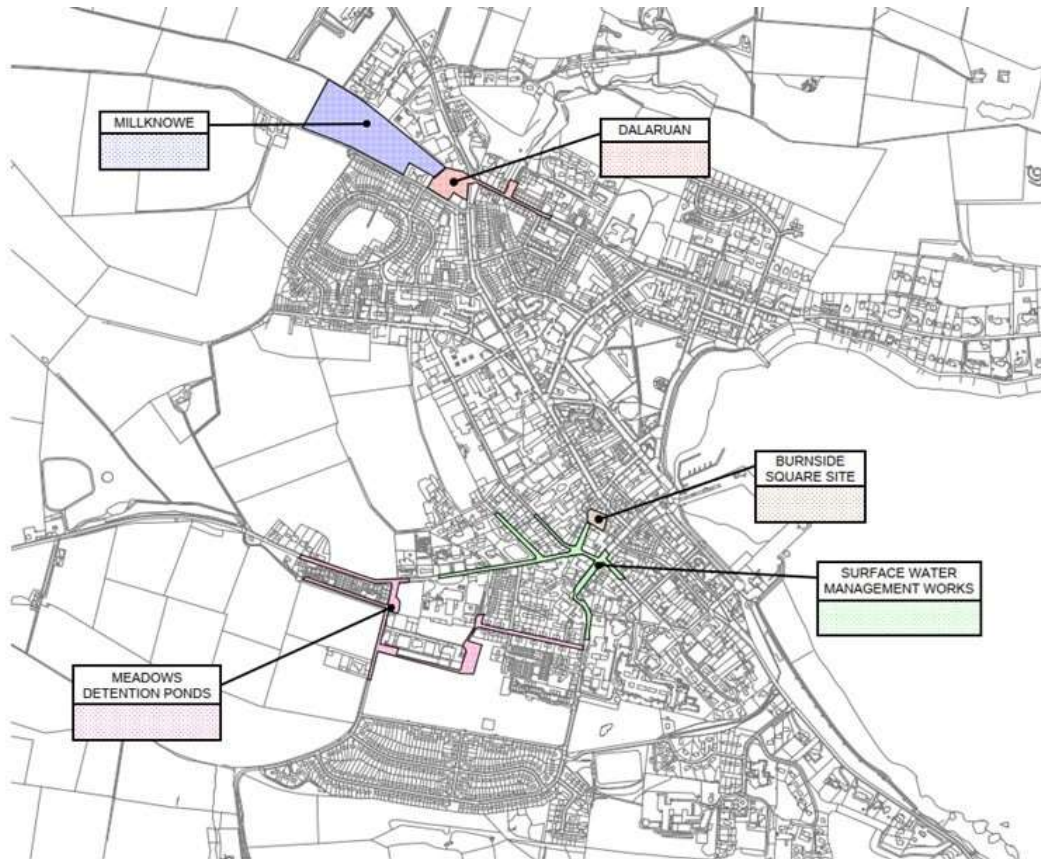 MILLKNOWE
DALARUAN
BURNSIDE
SQUARE SITE
SURFACE WATER
MANAGEMENT WORKS
MEADOWS
DETENTION PONDS